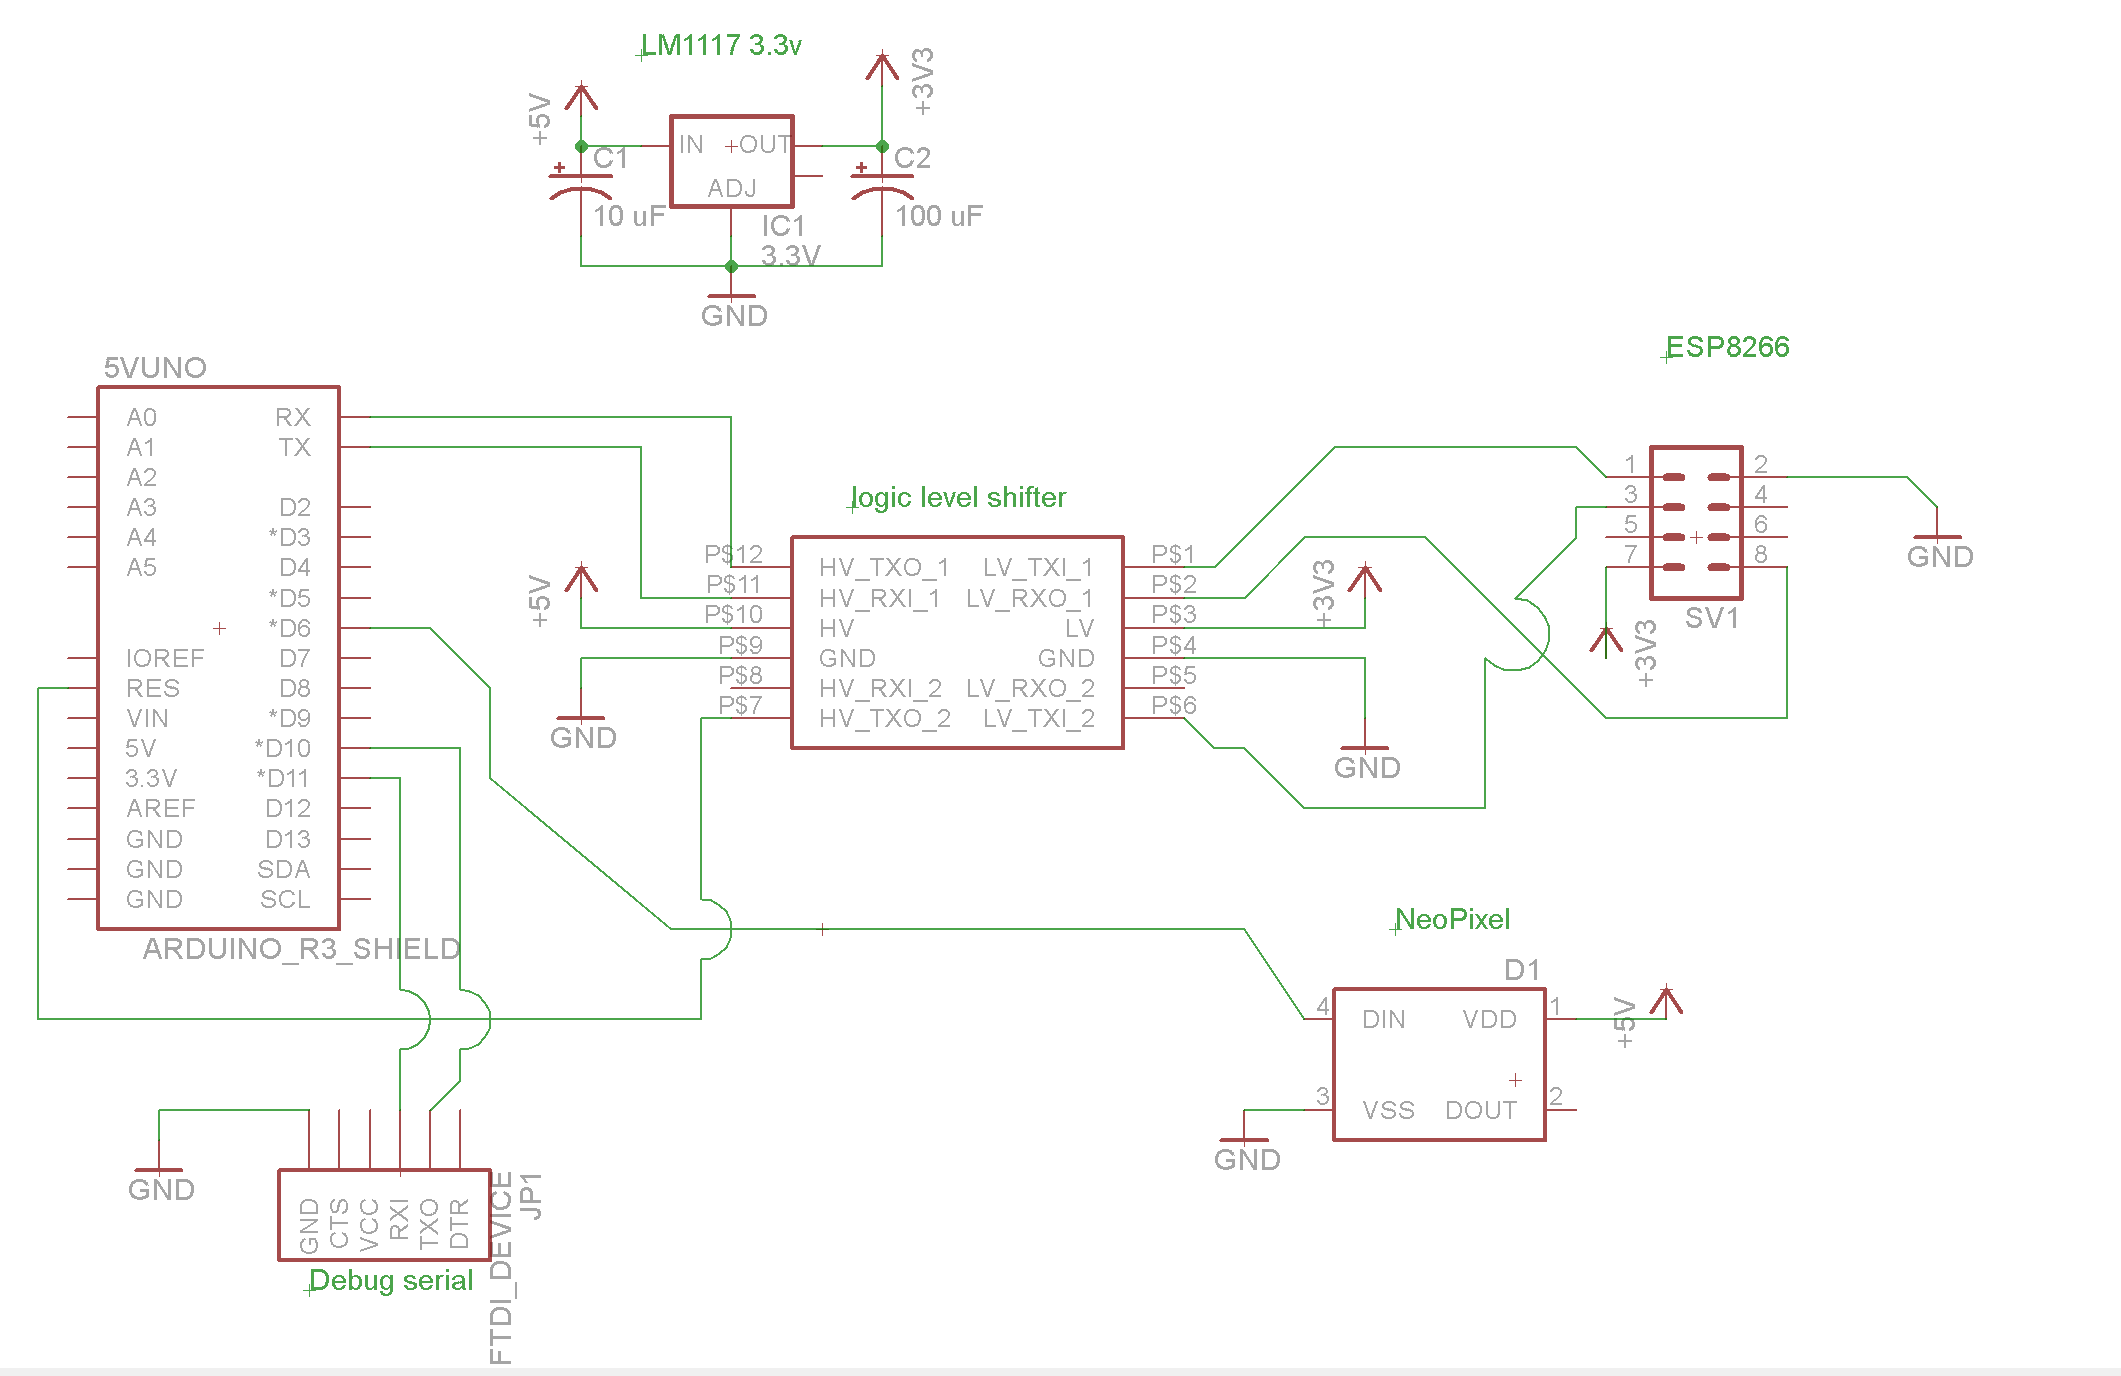 LM1117 3.3v
+5V
+3V3
IN
OUT
ADJ
C1
10 uF
C2
100 uF
IC1
3.3V
GND
5VUNO
A0
A1
A2
A3
A4
A5
IOREF
RES
VIN
5V
3.3V
AREF
GND
GND
GND
RX
TX
D2
*D3
D4
*D5
*D6
D7
D8
*D9
*D10
*D11
D12
D13
SDA
SCL
ARDUINO_R3_SHIELD
logic level shifter
P$12
P$11
P$10
P$9
P$8
P$7
HV_TXO_1
HV_RXI_1
HV
GND
HV_RXI_2
HV_TXO_2
LV_TXI_1
LV_RXO_1
LV
GND
LV_RXO_2
LV_TXI_2
P$1
P$2
P$3
P$4
P$5
P$6
+5V
GND
+3V3
GND
ESP8266
1
3
5
7
2
4
6
8
SV1
+3V3
GND
NeoPixel
D1
4
DIN
VDD
1
3
VSS
DOUT
2
+5V
GND
GND
GND
CTS
VCC
RXI
TXO
DTR
FTDI_DEVICE
JP1
Debug serial